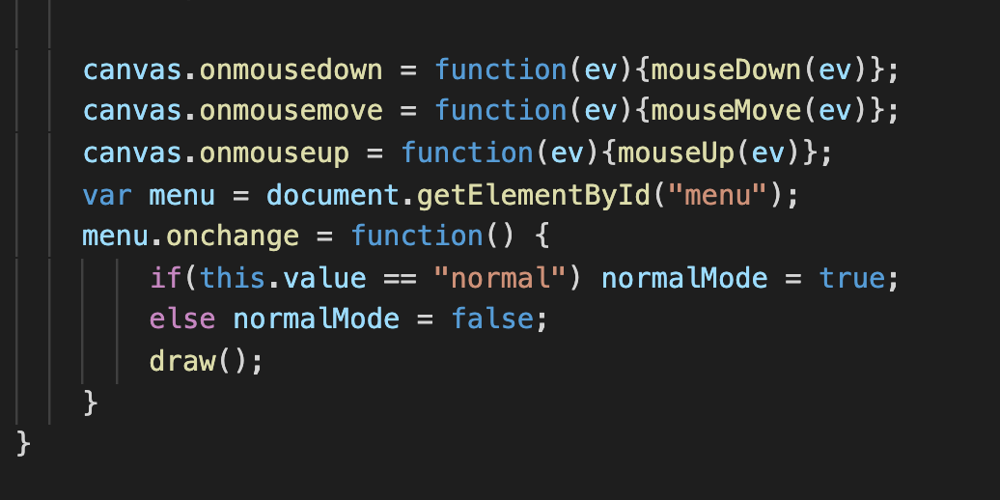 canvas.onmousedown = function(ev){mouseDown(ev)};
canvas.onmousemove = function(ev){mouseMove(ev)};
canvas.onmouseup = function(ev){mouseUp(ev)};
var menu = document.getElementById("menu");
menu.onchange = function() {
    if(this.value == "normal") normalMode = true;
    else normalMode = false;
    draw();
}
}